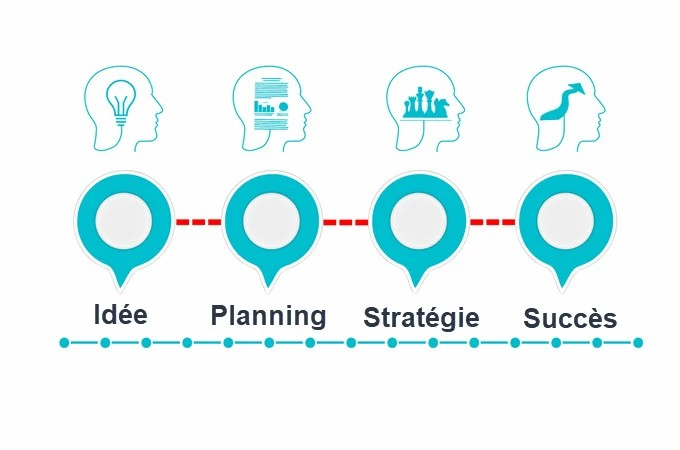 Idée
Planning
Stratégie
Succès